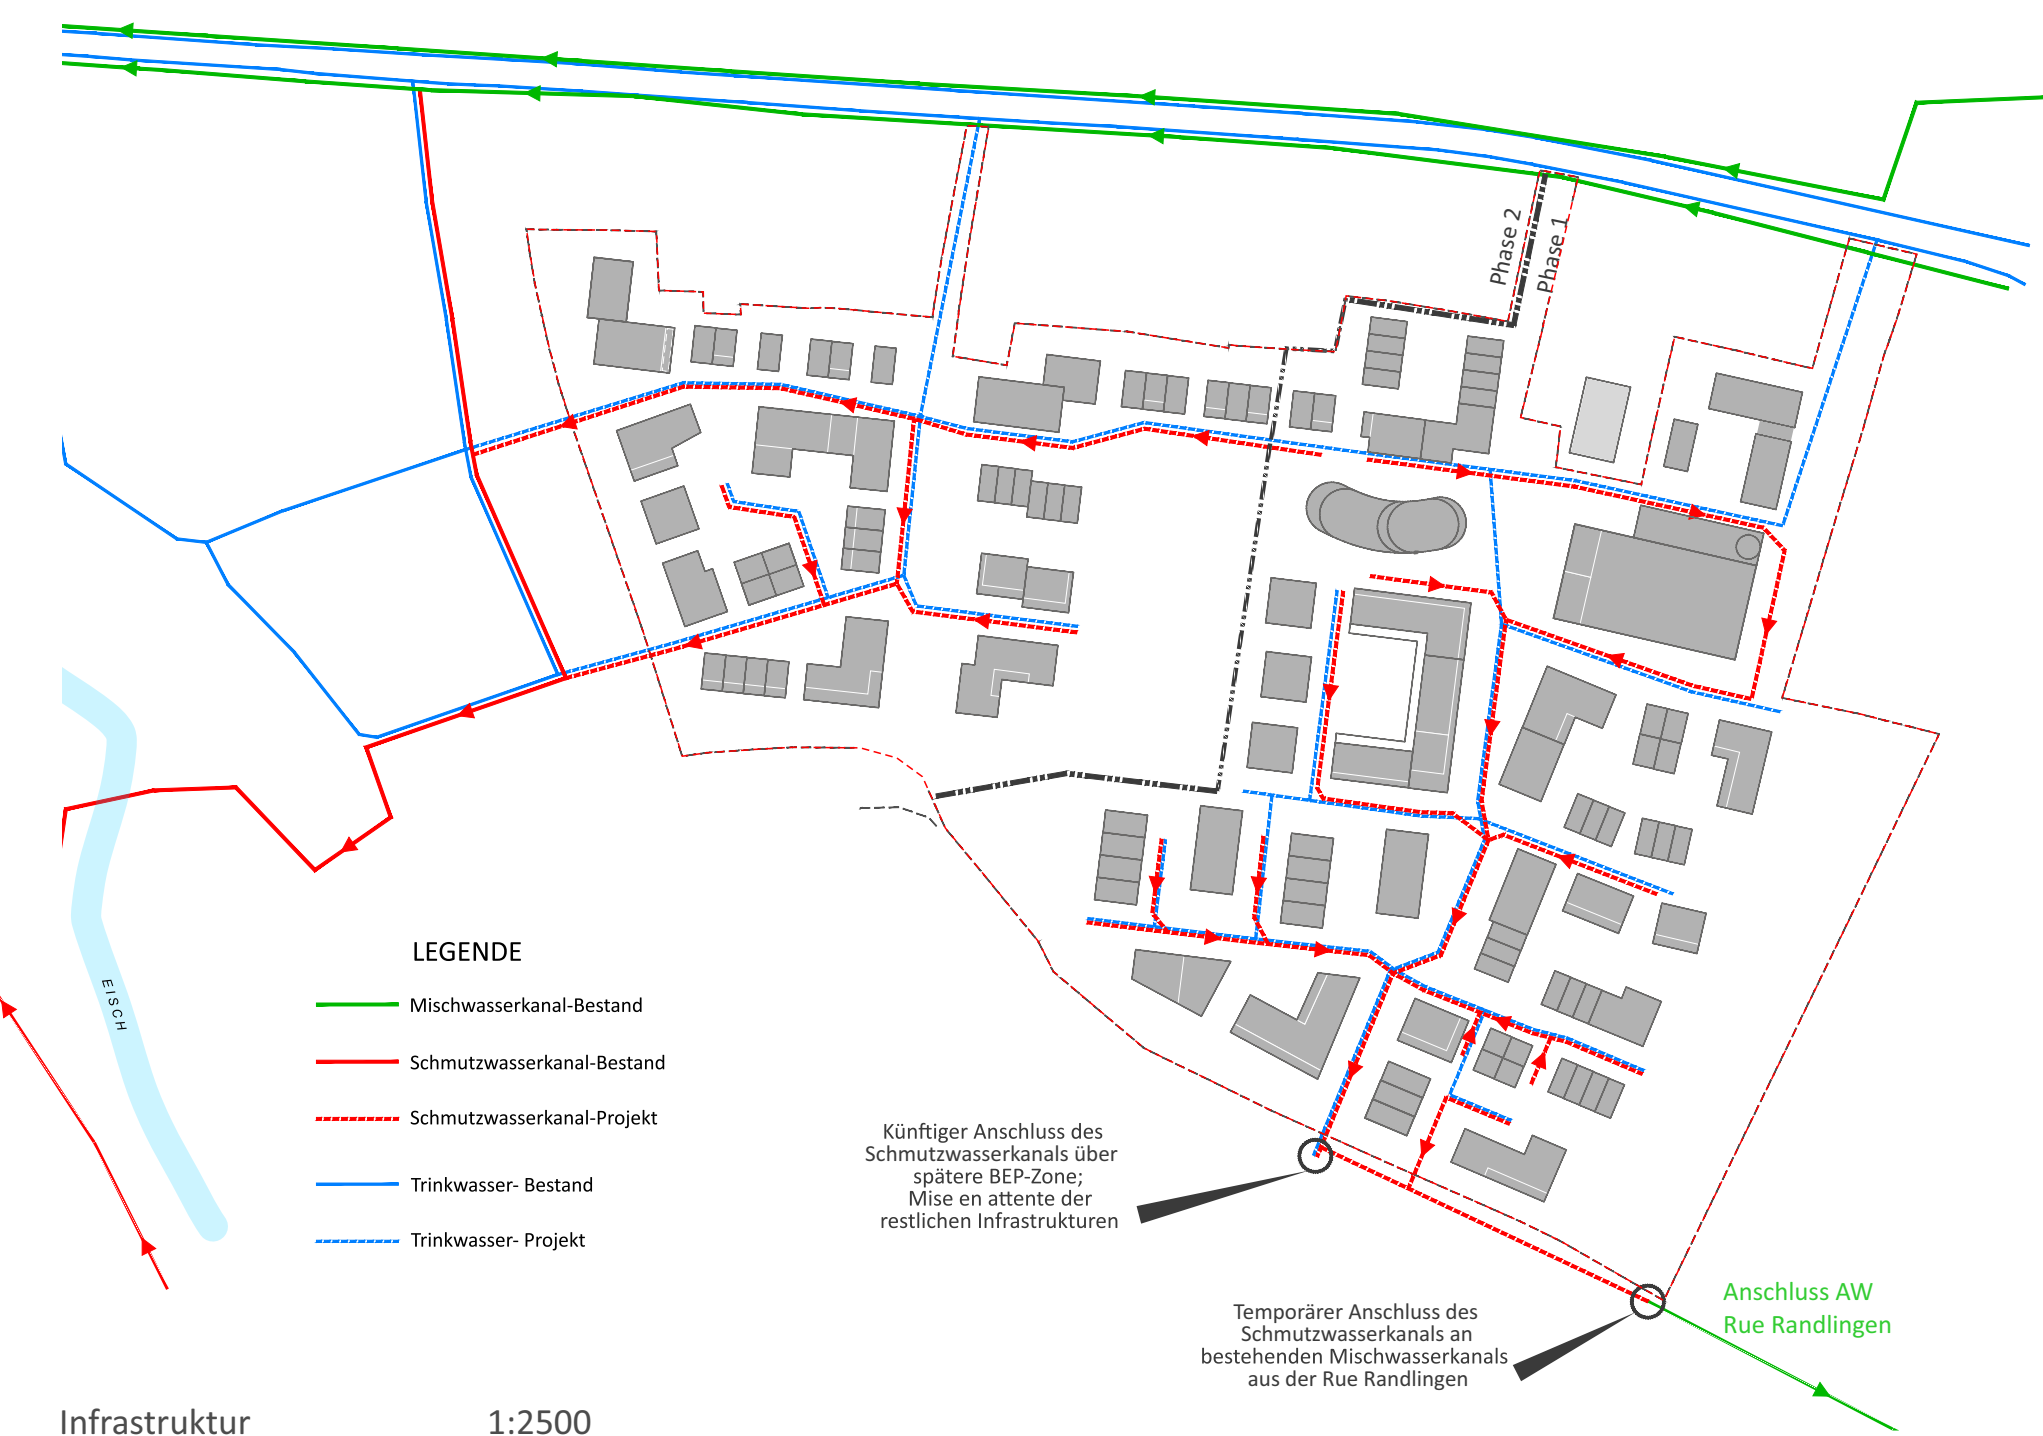 Phase 2
Phase 1
LEGENDE
Mischwasserkanal-Bestand
Schmutzwasserkanal-Bestand
Schmutzwasserkanal-Projekt
Trinkwasser- Bestand
Trinkwasser- Projekt
EISCH
Künftiger Anschluss des
Schmutzwasserkanals über
spätere BEP-Zone;
Mise en attente der
restlichen Infrastrukturen
Temporärer Anschluss des
Schmutzwasserkanals an
bestehenden Mischwasserkanals
aus der Rue Randlingen
Anschluss AW
Rue Randlingen
Infrastruktur
1:2500